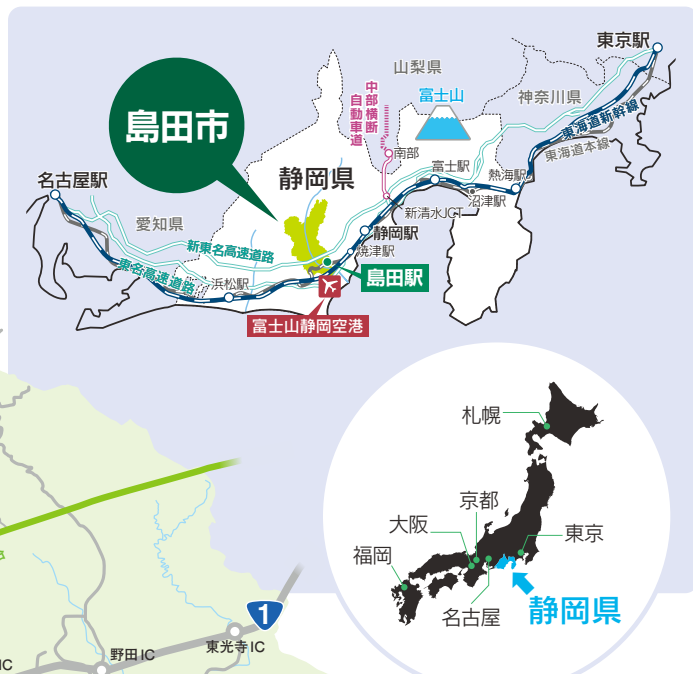 東京駅
山梨県
神奈川県
富士山
中部横断
自動車道
東海道新幹線
東海道本線
島田市
南部
富士駅
熱海駅
沼津駅
静岡県
名古屋駅
新清水JCT
愛知県
静岡駅
新東名高速道路
焼津駅
東名高速道路
浜松駅
島田駅
富士山静岡空港
札幌
京都
大阪
東京
福岡
名古屋
静岡県
1
東光寺IC
野田IC
IC